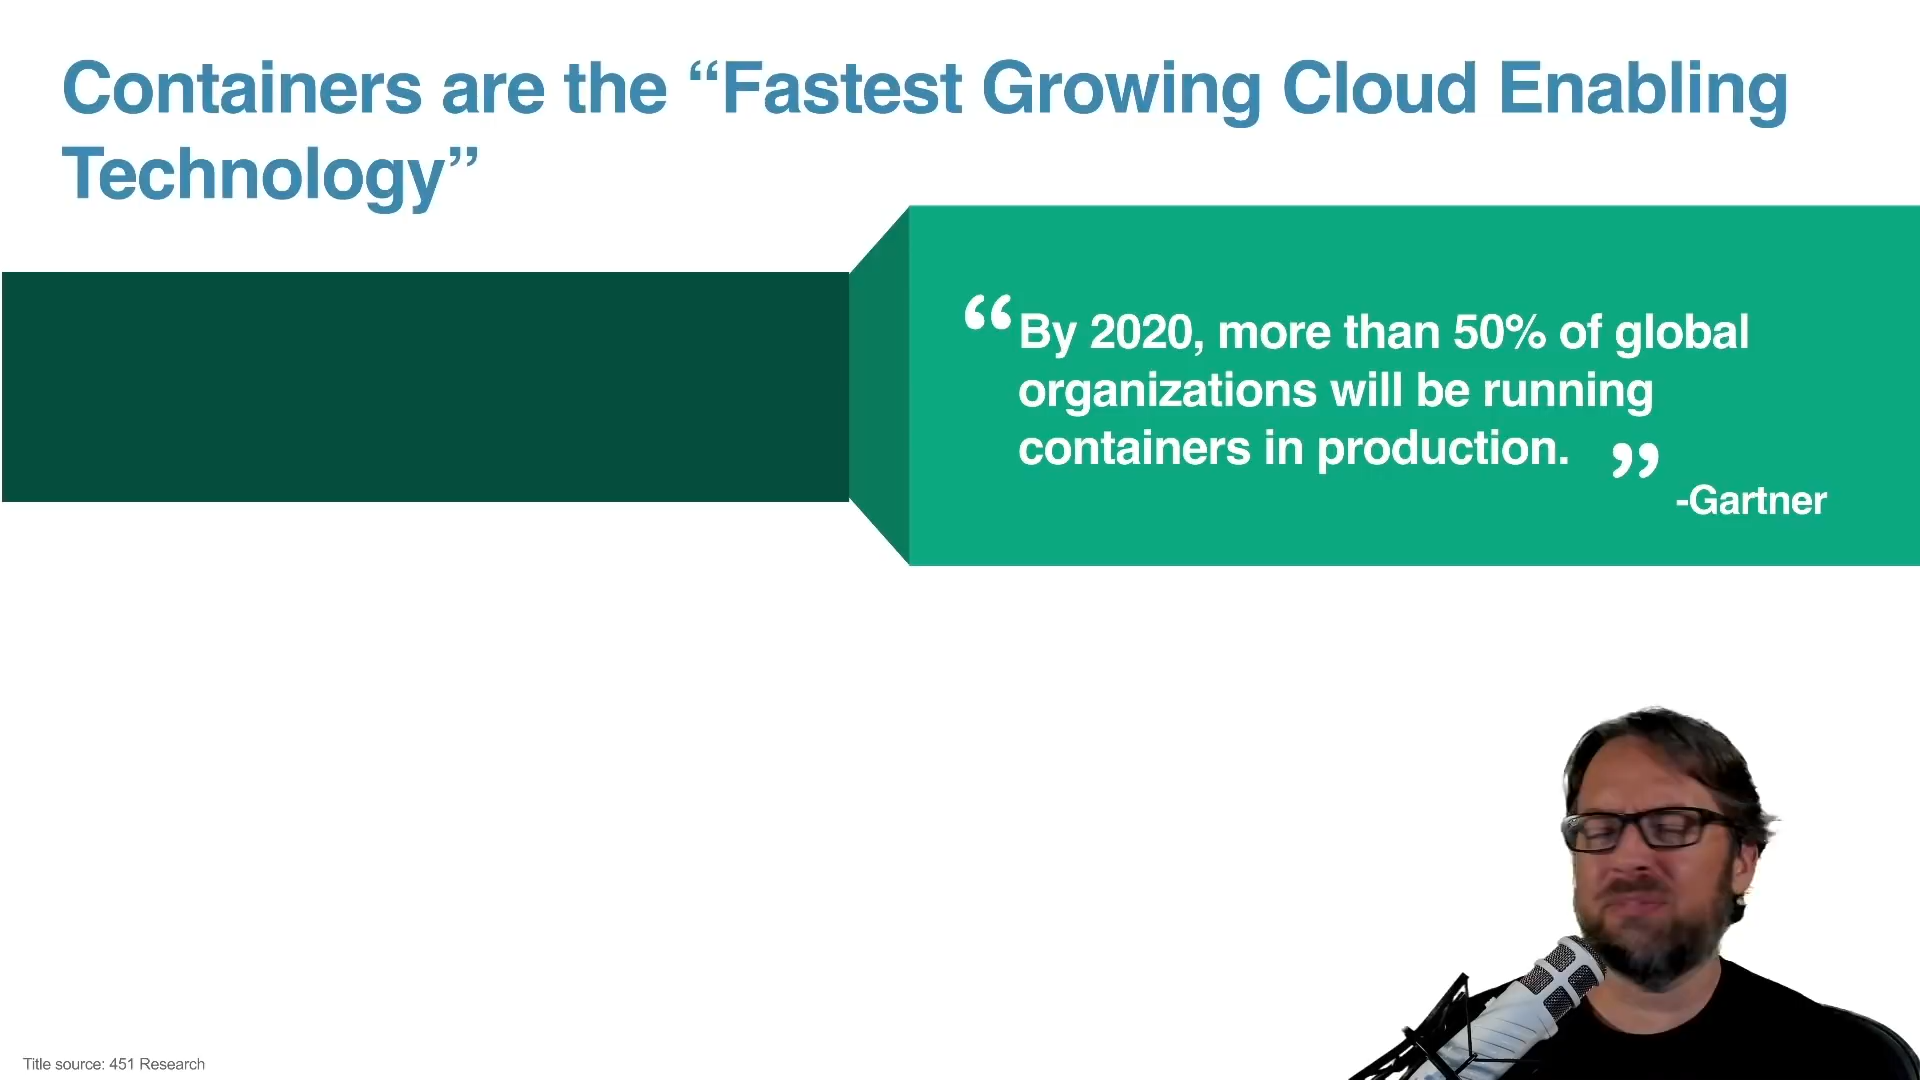 Containers are the “Fastest Growing Cloud Enabling
Technology”
“By 2020, more than 50% of global
organizations will be running
containers in production. ”
-Gartner
Title source: 451 Research